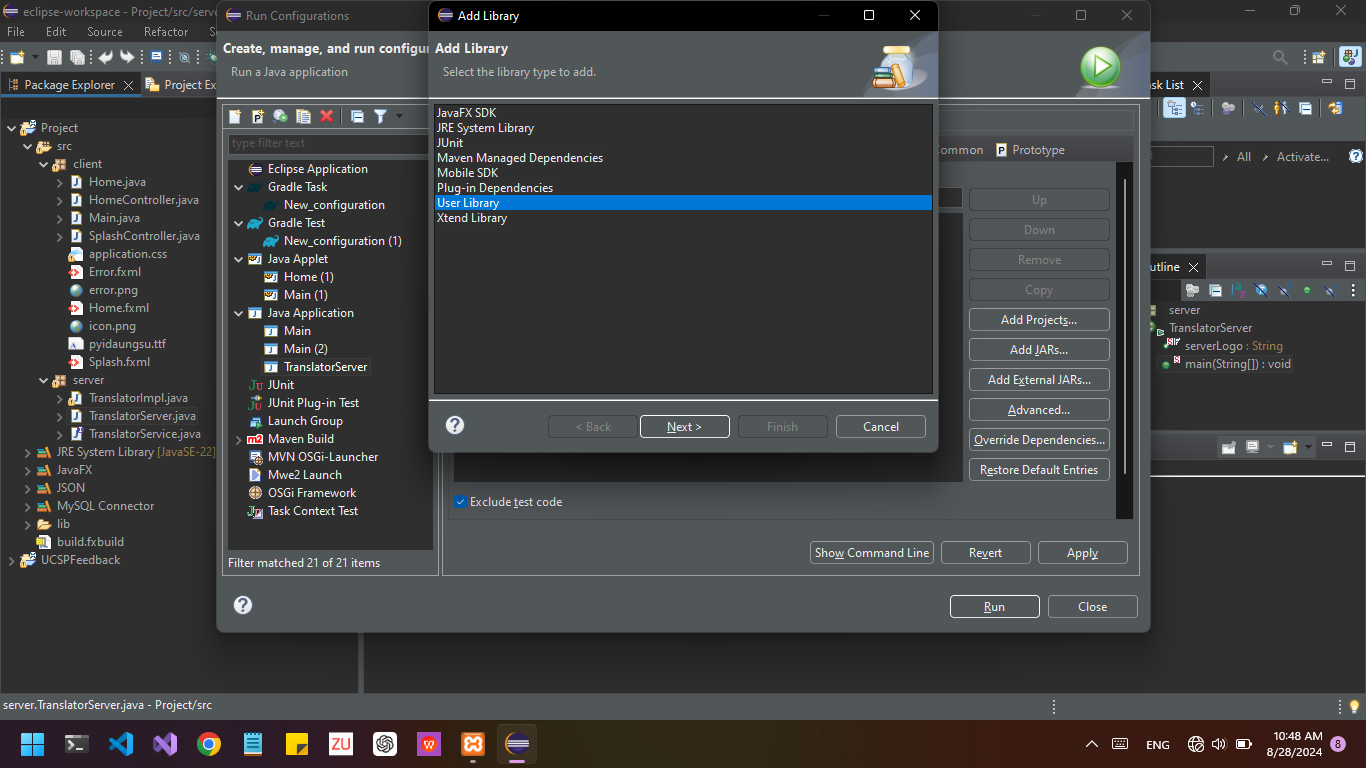 eclipse-workspace - Project/src/serve
File Edit Source Refactor
Package Explorer
Project Ex
Project
src
client
Home.java
HomeController.java
Main.java
SplashController.java
application.css
Error.fxml
error.png
Home.fxml
icon.png
pyidaungsu.ttf
Splash.fxml
server
TranslatorImpl.java
TranslatorServer.java
TranslatorService.java
JRE System Library [JavaSE-22]
JavaFX
JSON
MySQL Connector
lib
build.fxbuild
UCSPFeedback
Run Configurations
Create, manage, and run configur
Run a Java application
type filter text
Eclipse Application
Gradle Task
New_configuration
Gradle Test
New_configuration (1)
Java Applet
Home (1)
Main (1)
Java Application
Main
Main (2)
TranslatorServer
JUnit
JUnit Plug-in Test
Launch Group
Maven Build
MVN OSGi-Launcher
Mwe2 Launch
OSGi Framework
Task Context Test
Filter matched 21 of 21 items
Add Library
Add Library
Select the library type to add.
JavaFX SDK
JRE System Library
JUnit
Maven Managed Dependencies
Mobile SDK
Plug-in Dependencies
User Library
Xtend Library
< Back
Next >
Finish
Cancel
ommon
Prototype
Up
Down
Remove
Copy
Add Projects...
Add JARs...
Add External JARs...
Advanced...
Override Dependencies...
Restore Default Entries
Exclude test code
Show Command Line
Revert
Apply
Run
Close
sk List
All
Activate...
utline
server
TranslatorServer
serverLogo : String
main(String[]) : void
server.TranslatorServer.java - Project/src
ZU
ENG
10:48 AM
8/28/2024
8